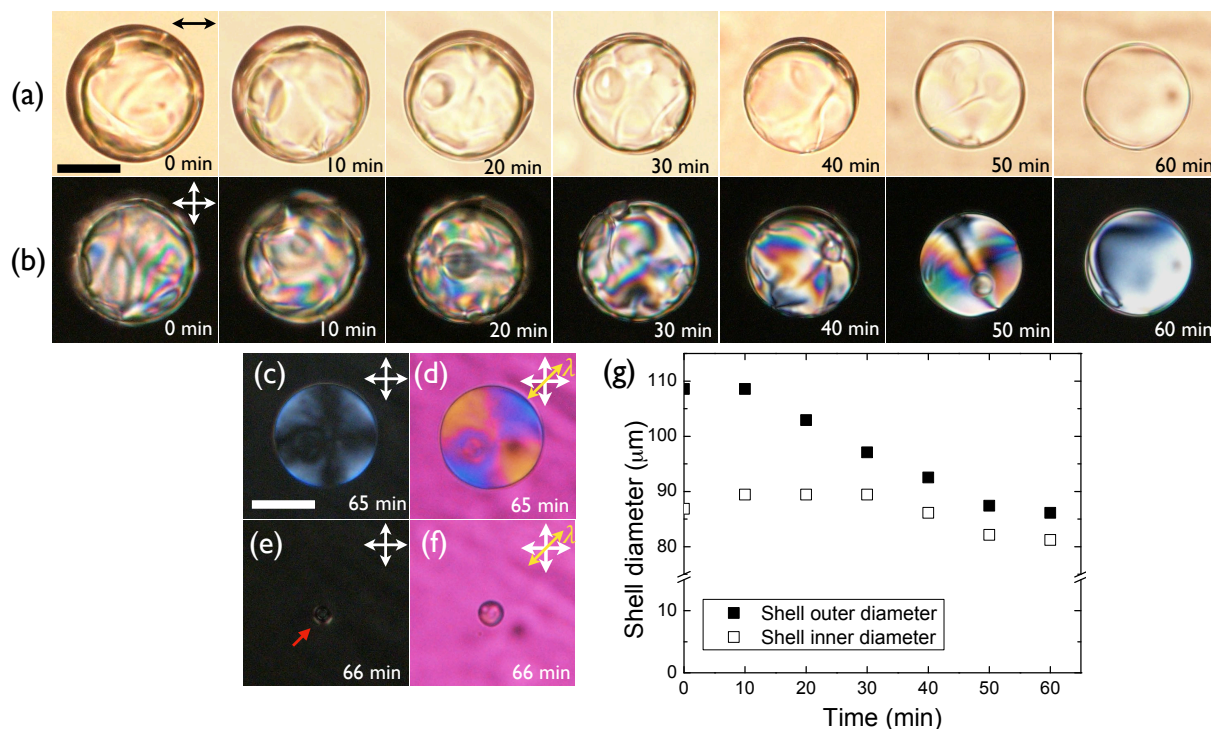 (a)
0 min
10 min
20 min
30 min
40 min
50 min
60 min
(b)
0 min
10 min
20 min
30 min
40 min
50 min
60 min
(c)
65 min
(d)
λ
65 min
(e)
66 min
(f)
λ
66 min
(g)
110
100
90
80
10
0
Shell diameter (μm)
Shell outer diameter
Shell inner diameter
0 10 20 30 40 50 60
Time (min)